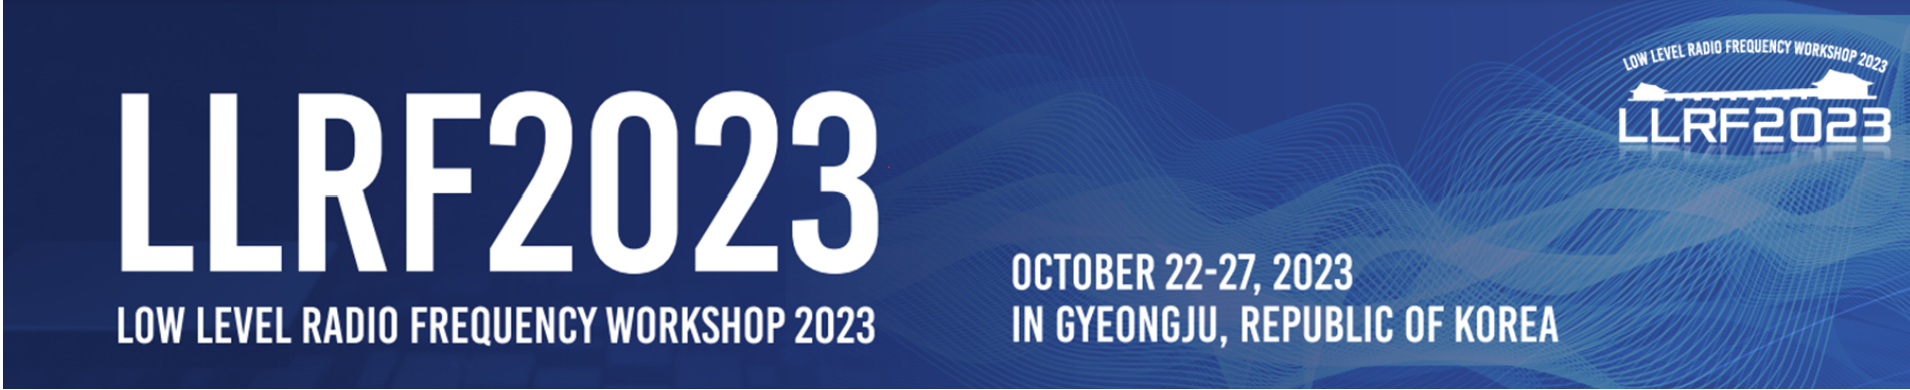 LLRF2023
LOW LEVEL RADIO FREQUENCY WORKSHOP 2023
OCTOBER 22-27, 2023
IN GYEONGJU, REPUBLIC OF KOREA
LOW LEVEL RADIO FREQUENCY WORKSHOP 2023
LLRF2023